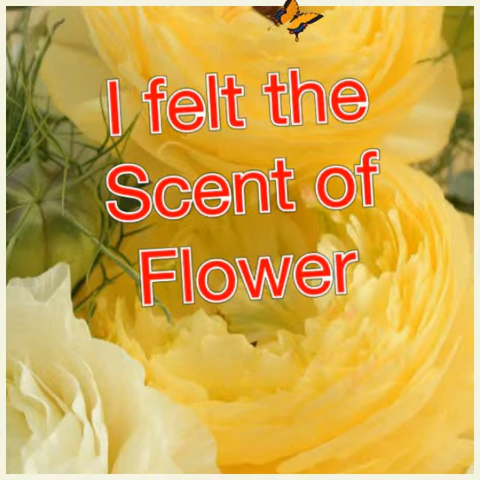 I felt the
Scent of
Flower